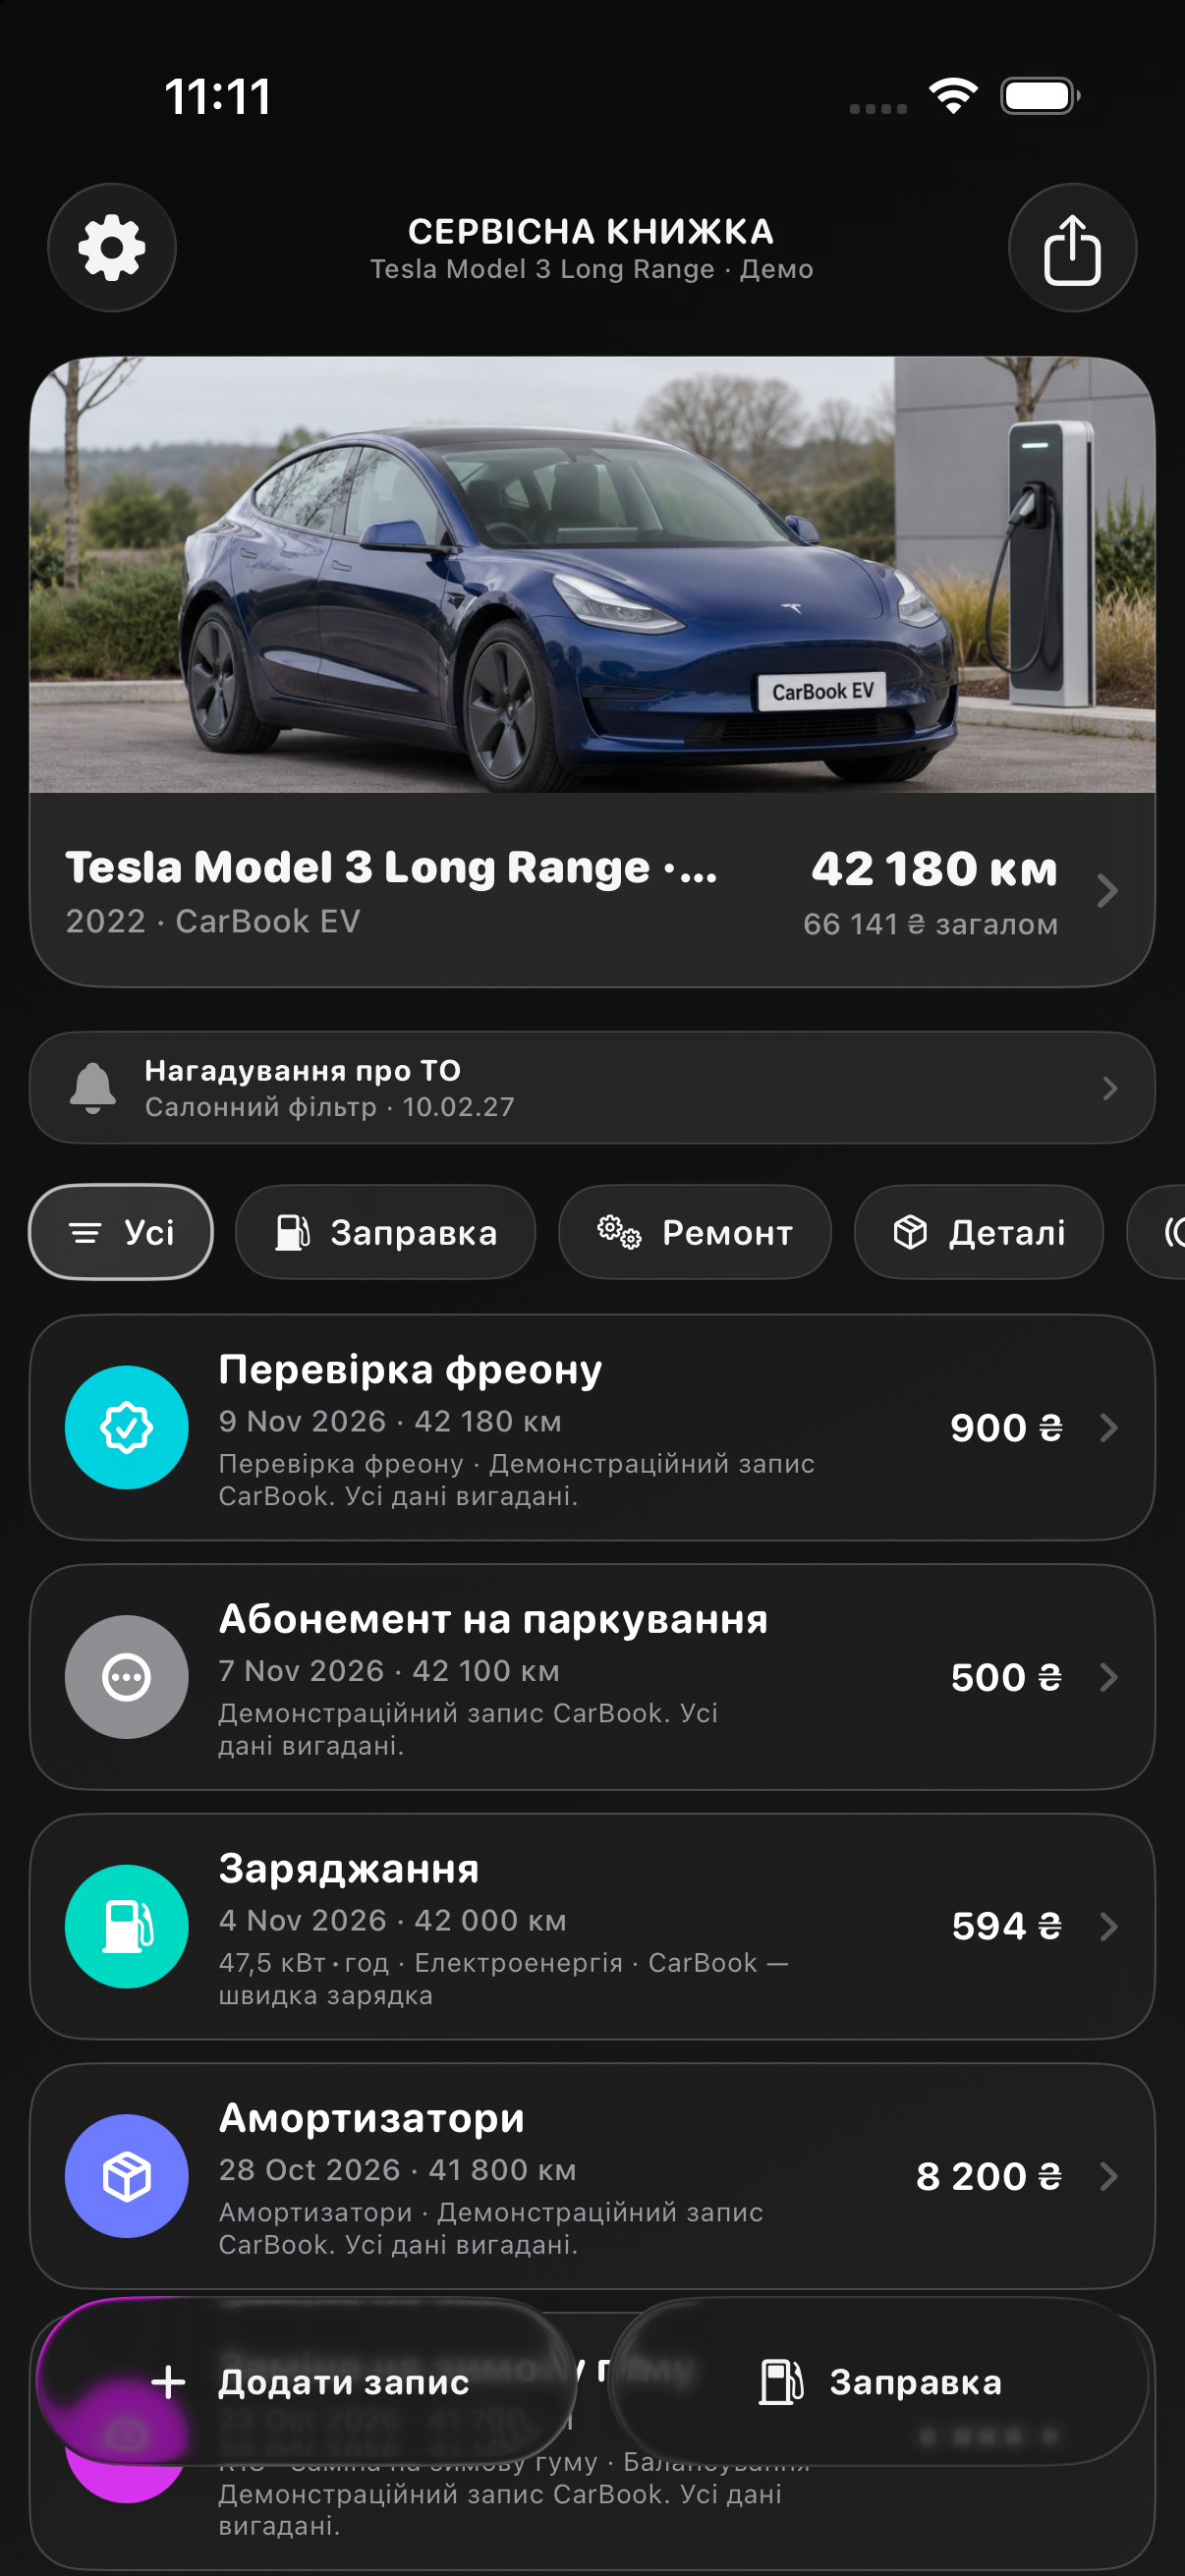 11:11
СЕРВІСНА КНИЖКА
Tesla Model 3 Long Range · Демо
CarBook EV
Tesla Model 3 Long Range ·...
42 180 км
2022 · CarBook EV
66 141 ₴ загалом
Нагадування про ТО
Салонний фільтр · 10.02.27
Усі
Заправка
Ремонт
Деталі
Перевірка фреону
9 Nov 2026 · 42 180 км
900 ₴
Перевірка фреону · Демонстраційний запис
CarBook. Усі дані вигадані.
Абонемент на паркування
7 Nov 2026 · 42 100 км
500 ₴
Демонстраційний запис CarBook. Усі
дані вигадані.
Заряджання
4 Nov 2026 · 42 000 км
594 ₴
47,5 кВт·год · Електроенергія · CarBook —
швидка зарядка
Амортизатори
28 Oct 2026 · 41 800 км
8 200 ₴
Амортизатори · Демонстраційний запис
CarBook. Усі дані вигадані.
Додати запис
Заправка
Заміна на зимову гуму · Балансування
Демонстраційний запис CarBook. Усі дані
вигадані.